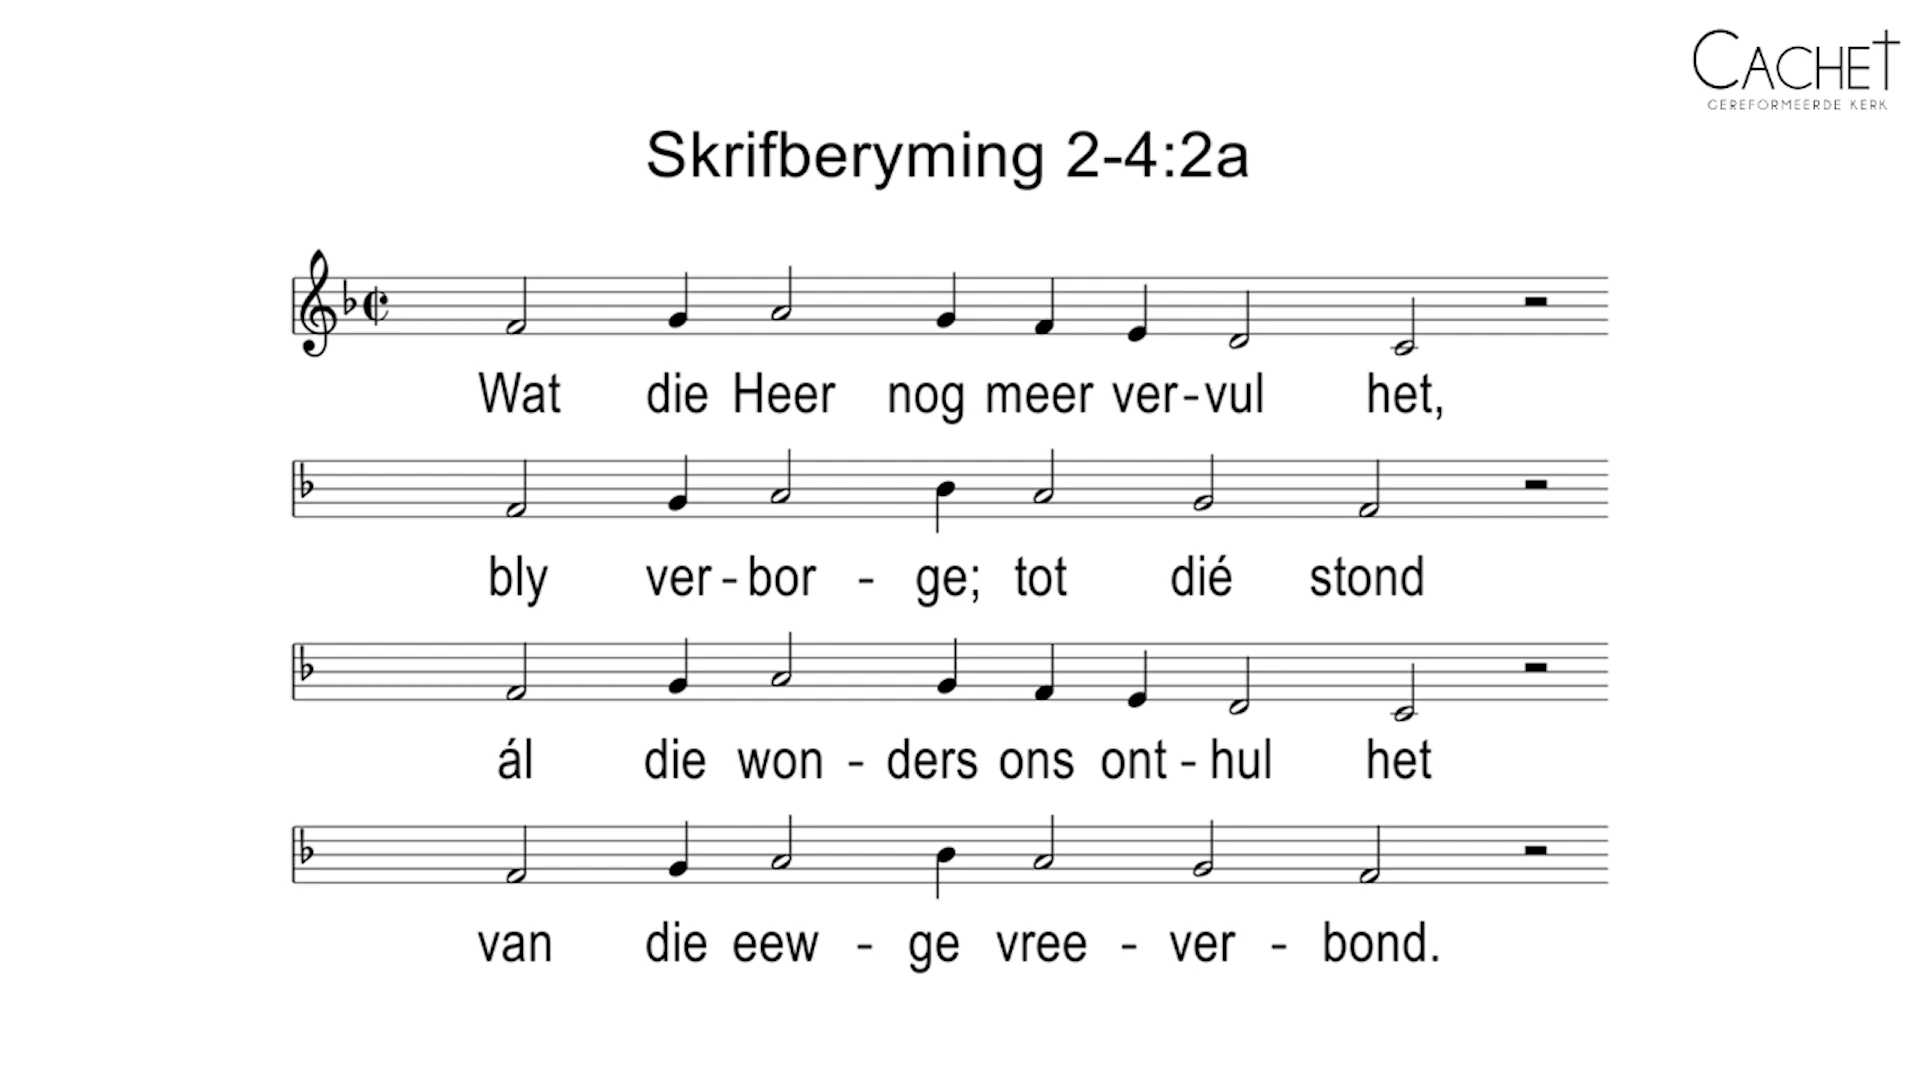 CACHET
GEREFORMEERDE KERK
Skrifberyming 2-4:2a
Wat die Heer nog meer ver-vul het,
bly ver-bor - ge; tot dié stond
ál die won - ders ons ont-hul het
van die eew - ge vree - ver - bond.